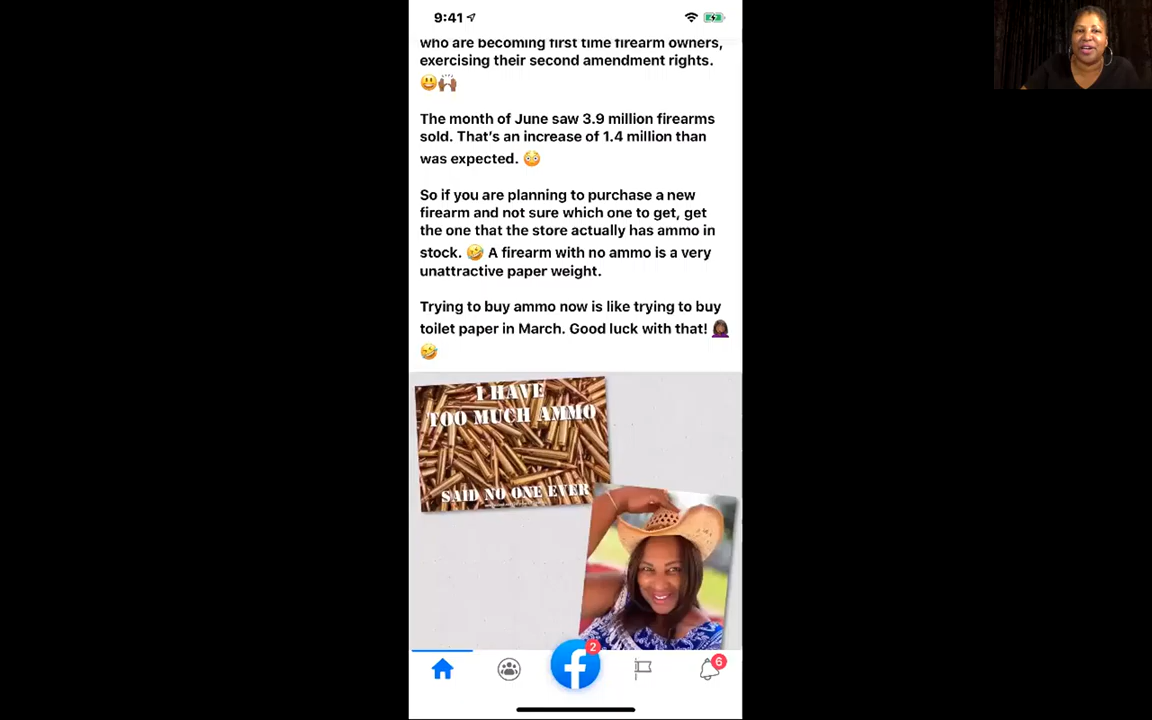 9:41
who are becoming first time firearm owners,
exercising their second amendment rights.
😃🙌🏾
The month of June saw 3.9 million firearms
sold. That's an increase of 1.4 million than
was expected. 😳
So if you are planning to purchase a new
firearm and not sure which one to get, get
the one that the store actually has ammo in
stock. 🤣 A firearm with no ammo is a very
unattractive paper weight.
Trying to buy ammo now is like trying to buy
toilet paper in March. Good luck with that! 🤷🏾‍♀️
🤣
I HAVE
TOO MUCH AMMO
SAID NO ONE EVER
2
6